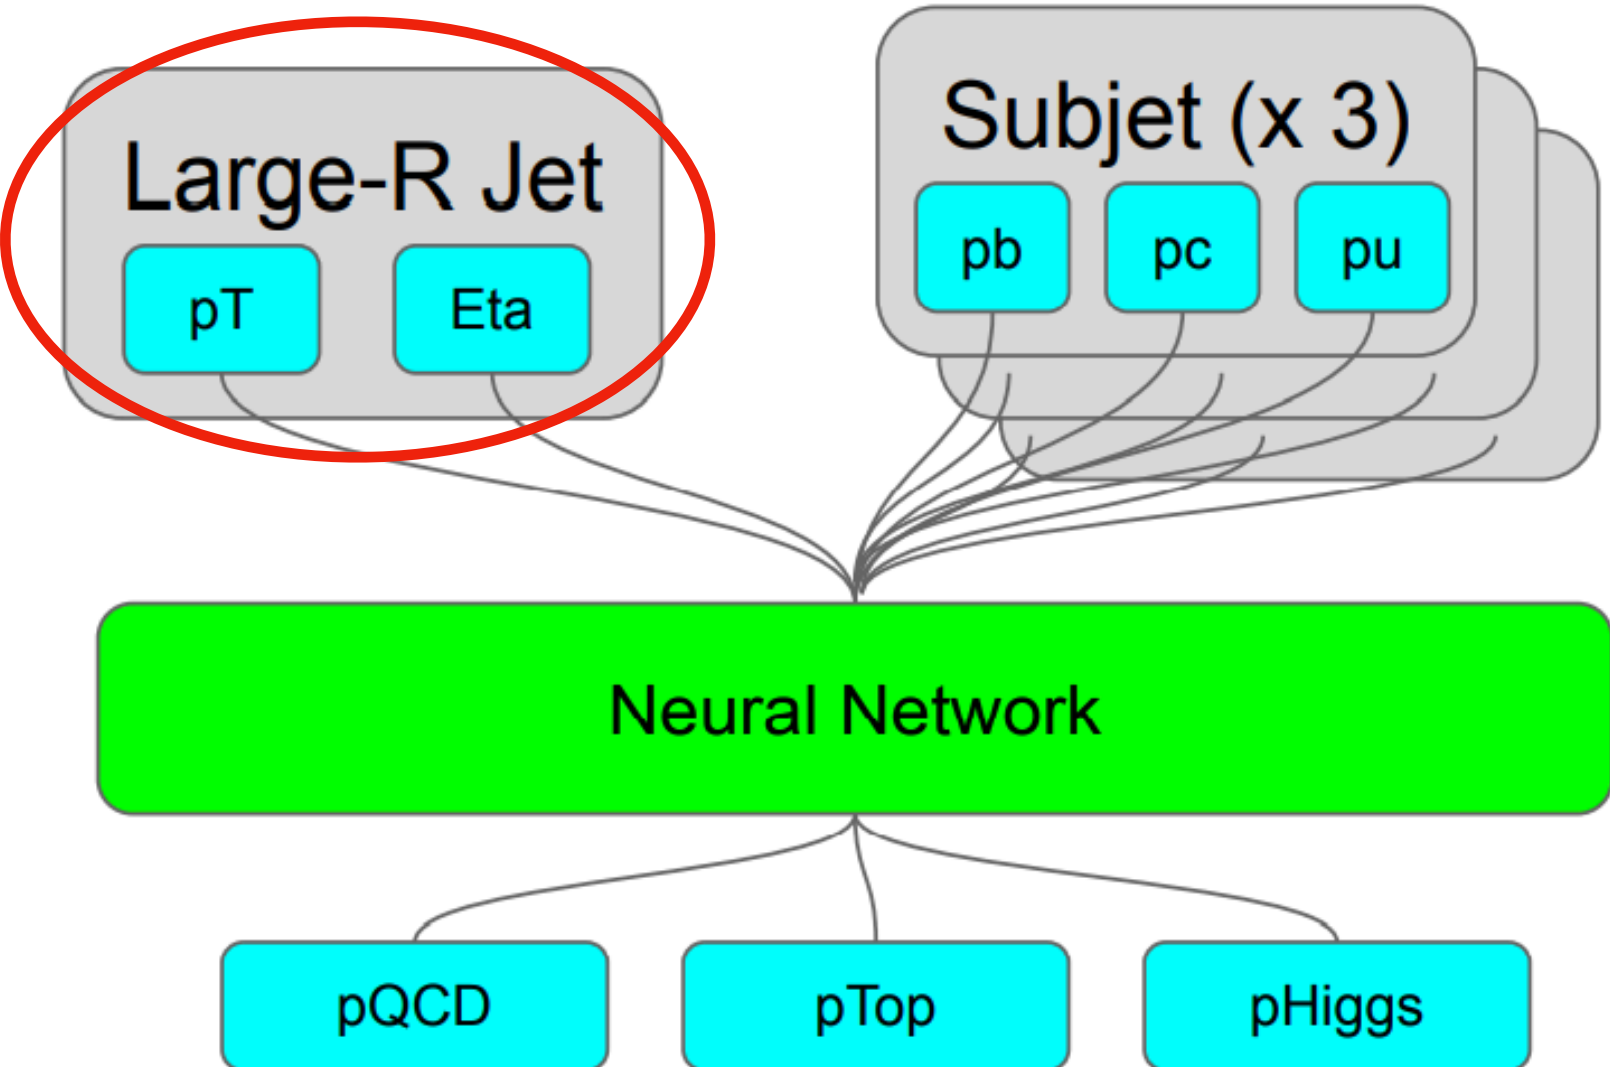 Large-R Jet
pT
Eta
Subjet (x 3)
pb
pc
pu
Neural Network
pQCD
pTop
pHiggs